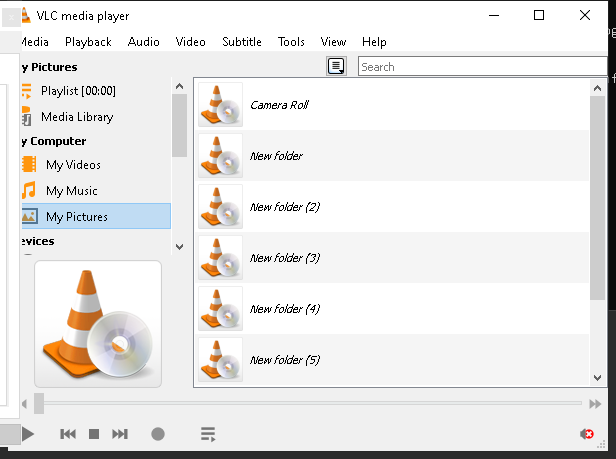 VLC media player
Media Playback Audio Video Subtitle Tools View Help
y Pictures
Search
Playlist [00:00]
Media Library
y Computer
My Videos
My Music
My Pictures
evices
Camera Roll
New folder
New folder (2)
New folder (3)
New folder (4)
New folder (5)